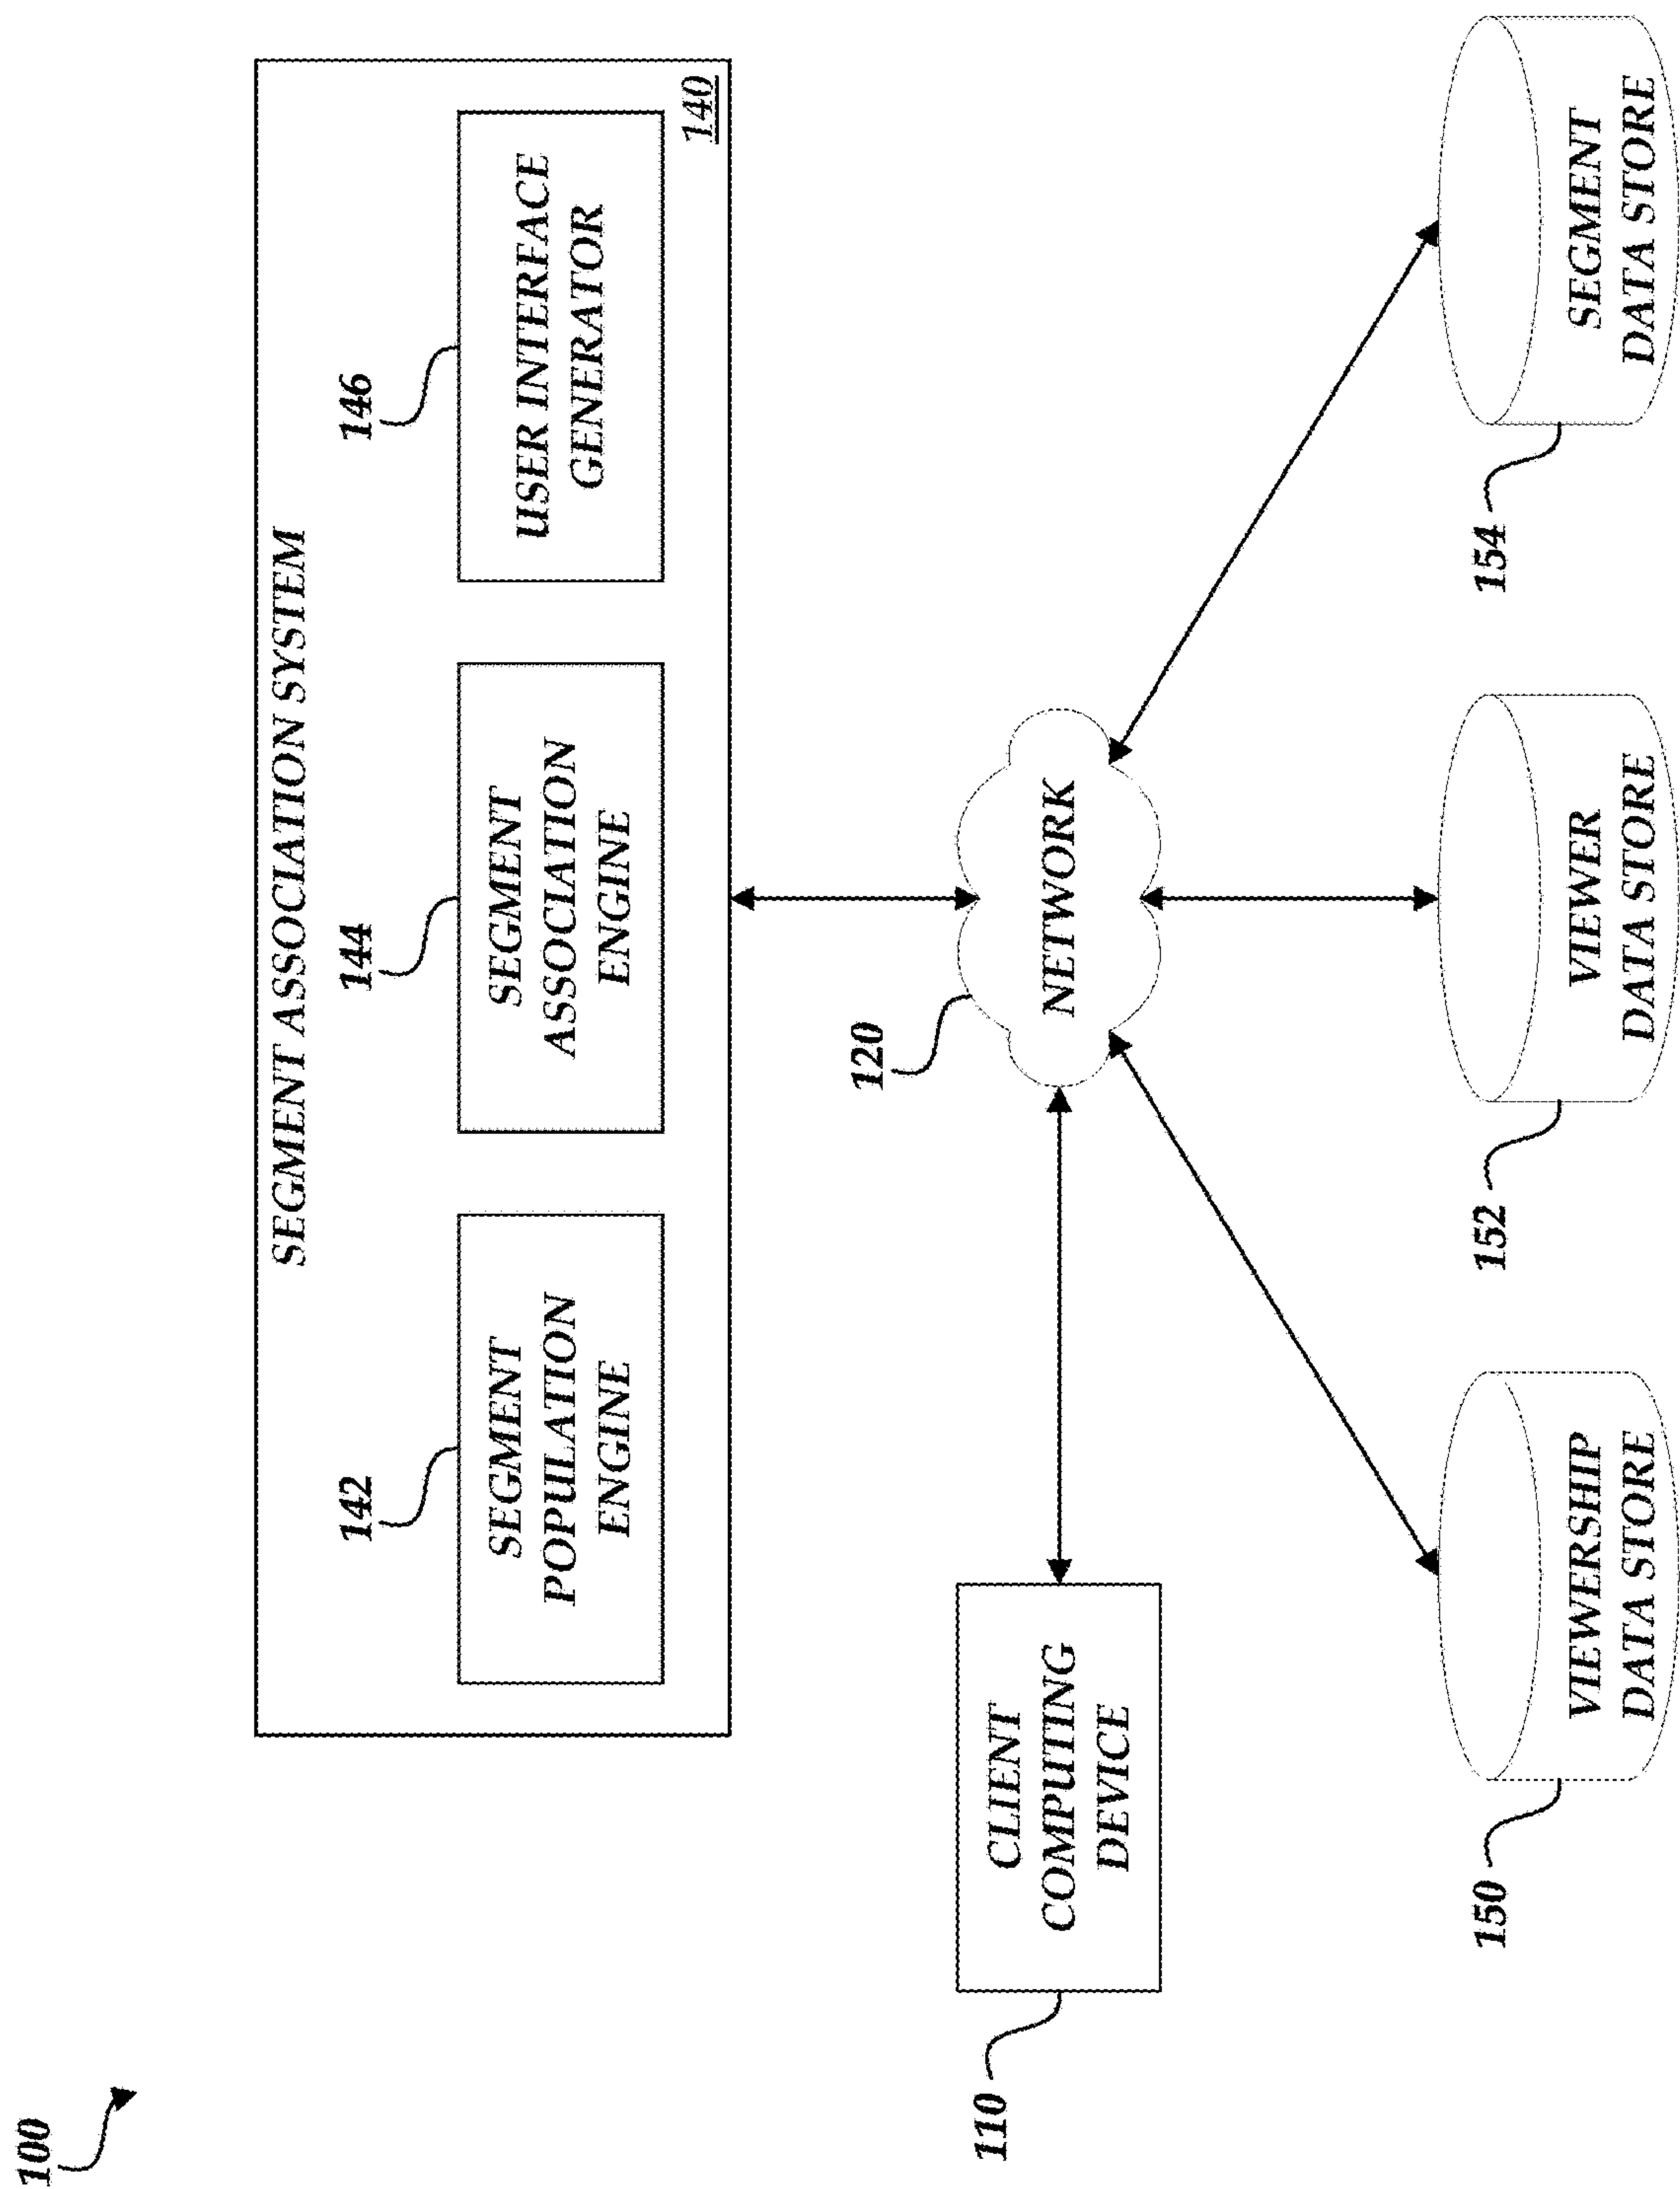 100
SEGMENT ASSOCIATION SYSTEM
142
SEGMENT
POPULATION
ENGINE
144
SEGMENT
ASSOCIATION
ENGINE
146
USER INTERFACE
GENERATOR
140
110
CLIENT
COMPUTING
DEVICE
120
NETWORK
150
VIEWERSHIP
DATA STORE
152
VIEWER
DATA STORE
154
SEGMENT
DATA STORE